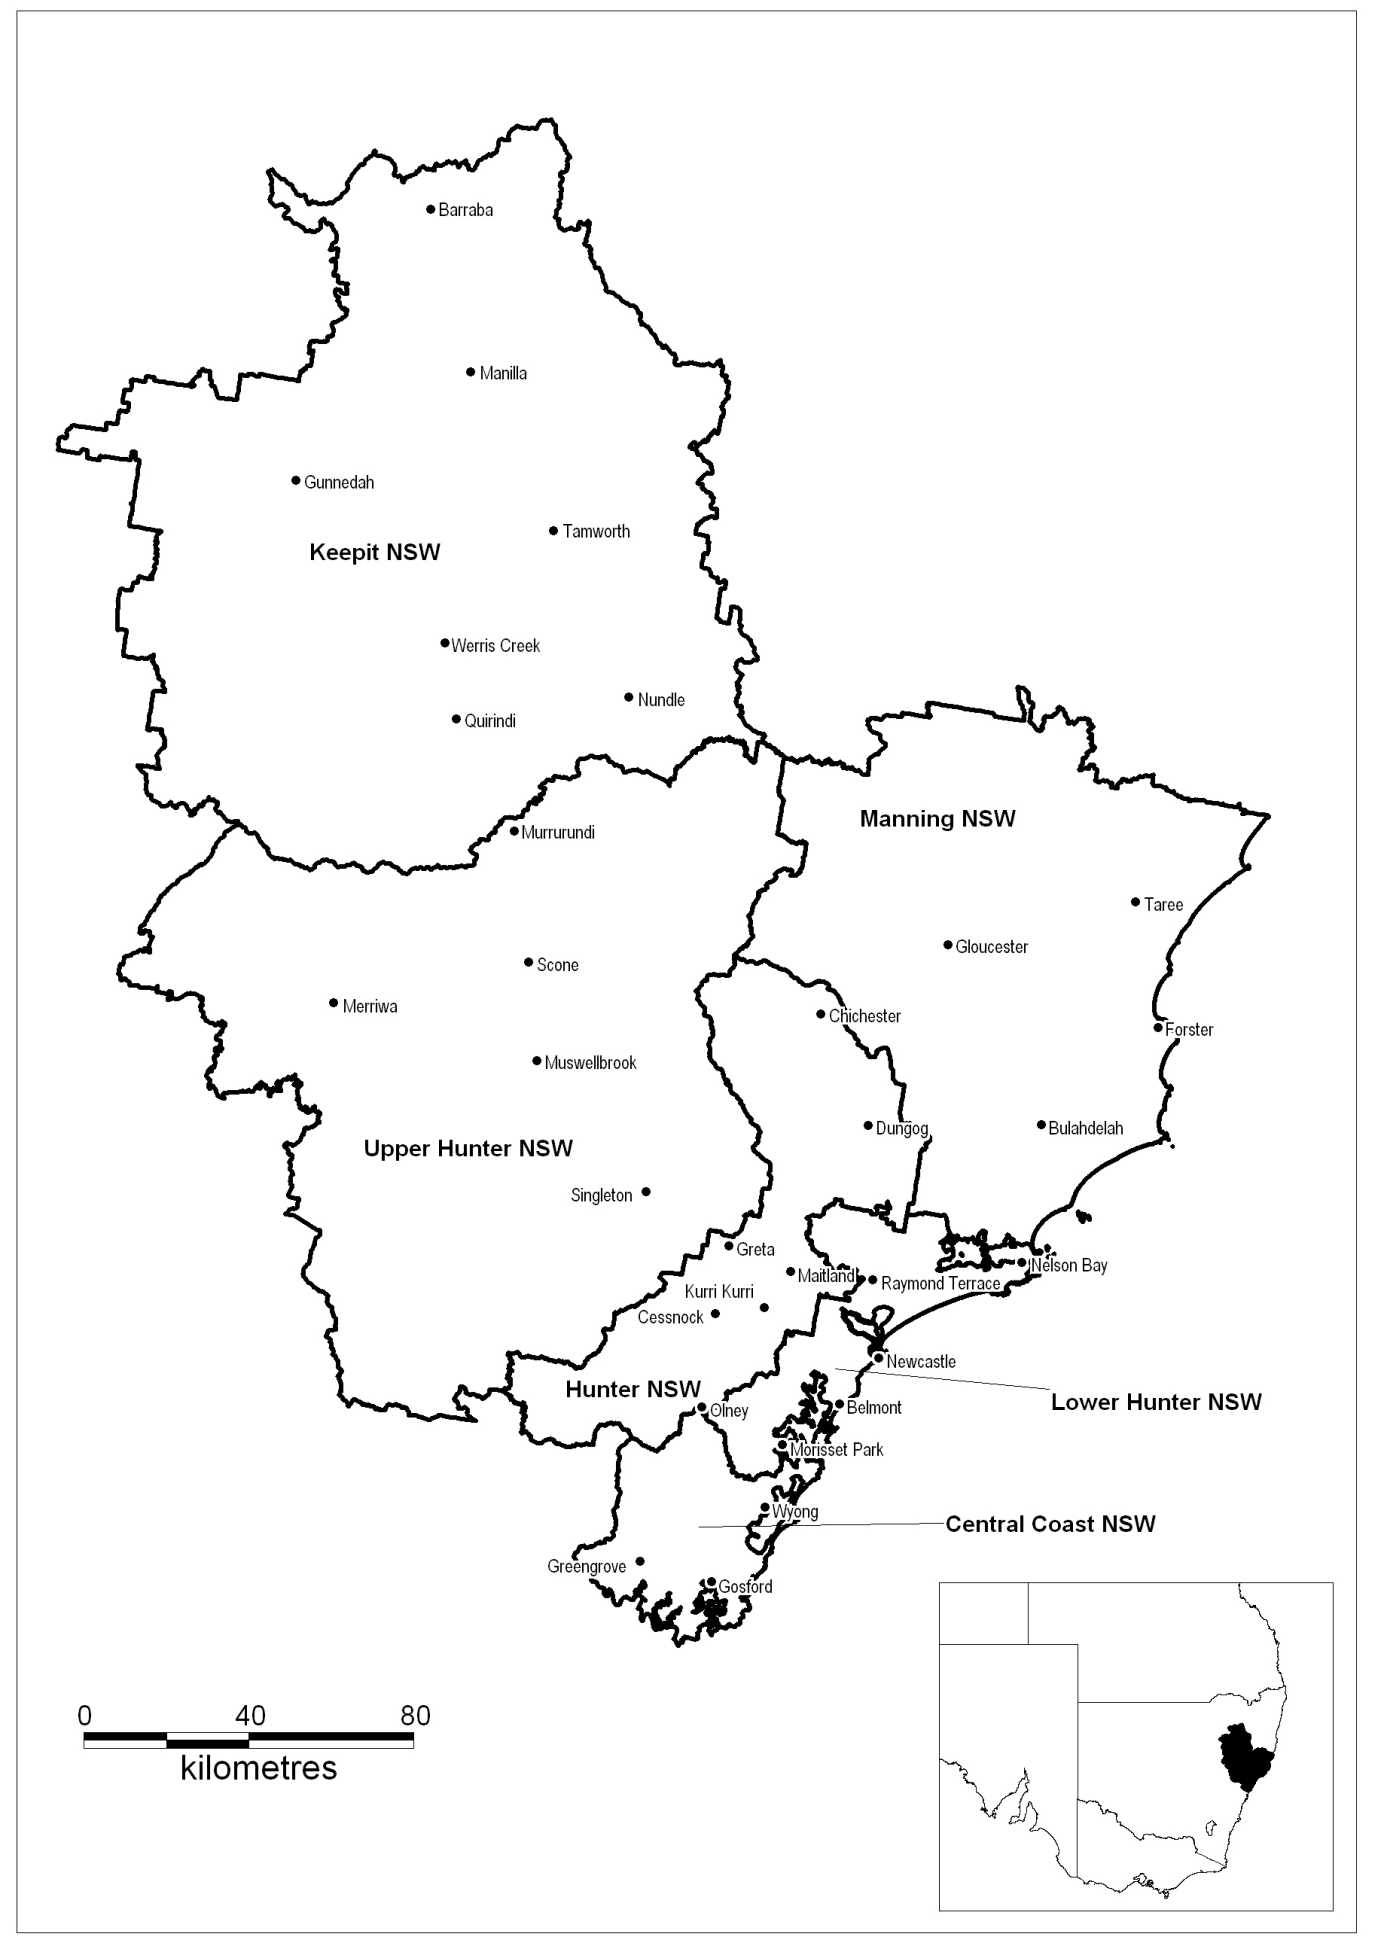 Barraba
Manilla
Gunnedah
Tamworth
Keepit NSW
Werris Creek
Nundle
Quirindi
Manning NSW
Murrurundi
Taree
Gloucester
Scone
Merriwa
Chichester
Forster
Muswellbrook
Dungog
Bulahdelah
Upper Hunter NSW
Singleton
Greta
Nelson Bay
Maitland
Raymond Terrace
Kurri Kurri
Cessnock
Newcastle
Hunter NSW
Lower Hunter NSW
Olney
Belmont
Morisset Park
Wyong
Central Coast NSW
Greengrove
Gosford
0 40 80
kilometres